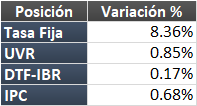 Posición Variación %
Tasa Fija 8.36%
UVR 0.85%
DTF-IBR 0.17%
IPC 0.68%